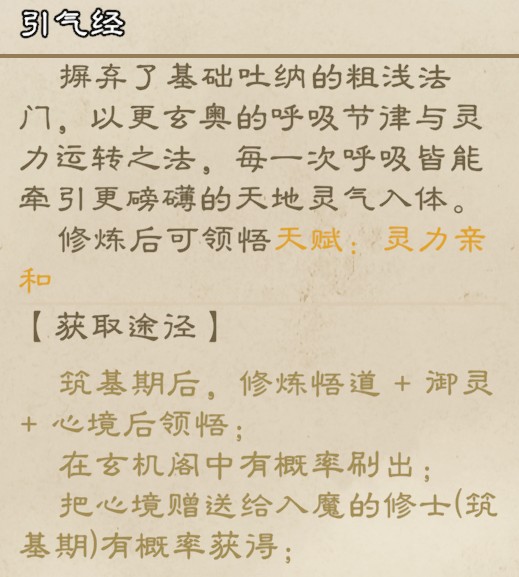 引气经
摒弃了基础吐纳的粗浅法
门，以更玄奥的呼吸节律与灵
力运转之法，每一次呼吸皆能
牵引更磅礴的天地灵气入体。
修炼后可领悟天赋：灵力亲
和
【获取途径】
筑基期后，修炼悟道 + 御灵
+ 心境后领悟；
在玄机阁中有概率刷出；
把心境赠送给入魔的修士(筑
基期)有概率获得；